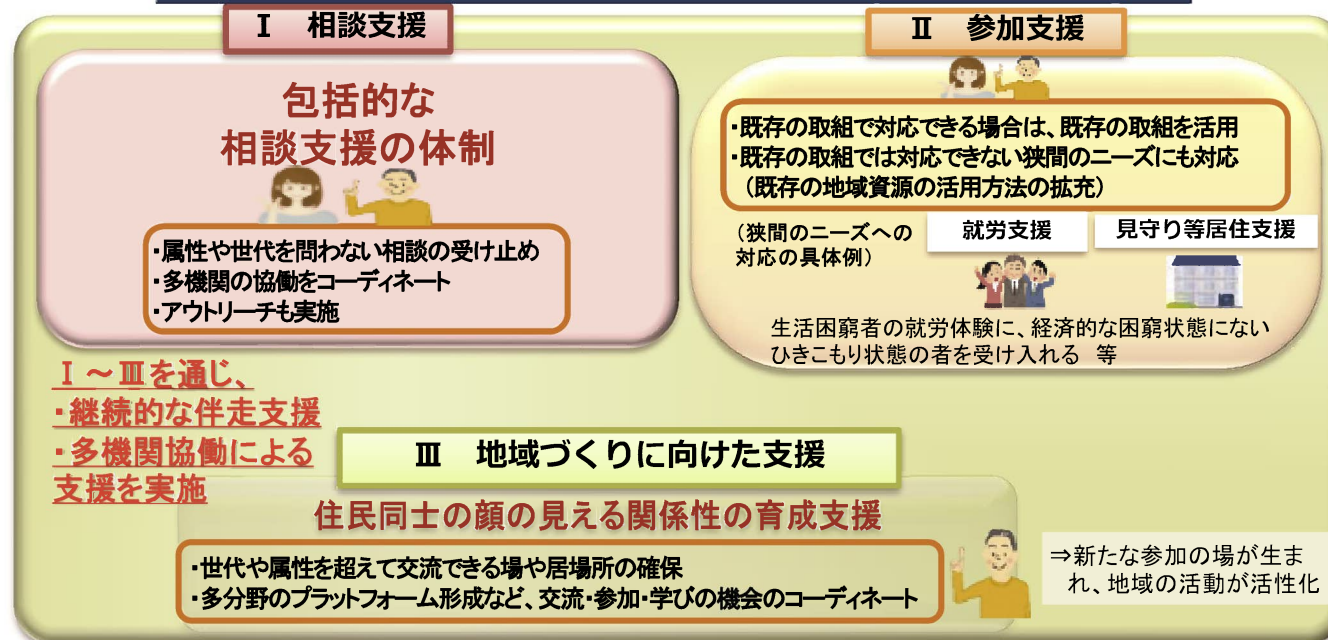 Ⅰ　相談支援
包括的な
相談支援の体制
・属性や世代を問わない相談の受け止め
・多機関の協働をコーディネート
・アウトリーチも実施
Ⅱ　参加支援
・既存の取組で対応できる場合は、既存の取組を活用
・既存の取組では対応できない狭間のニーズにも対応
（既存の地域資源の活用方法の拡充）
（狭間のニーズへの
対応の具体例）
就労支援
見守り等居住支援
生活困窮者の就労体験に、経済的な困窮状態にない
ひきこもり状態の者を受け入れる　等
Ⅰ～Ⅲを通じ、
・継続的な伴走支援
・多機関協働による
支援を実施
Ⅲ　地域づくりに向けた支援
住民同士の顔の見える関係性の育成支援
・世代や属性を超えて交流できる場や居場所の確保
・多分野のプラットフォーム形成など、交流・参加・学びの機会のコーディネート
⇒新たな参加の場が生ま
れ、地域の活動が活性化